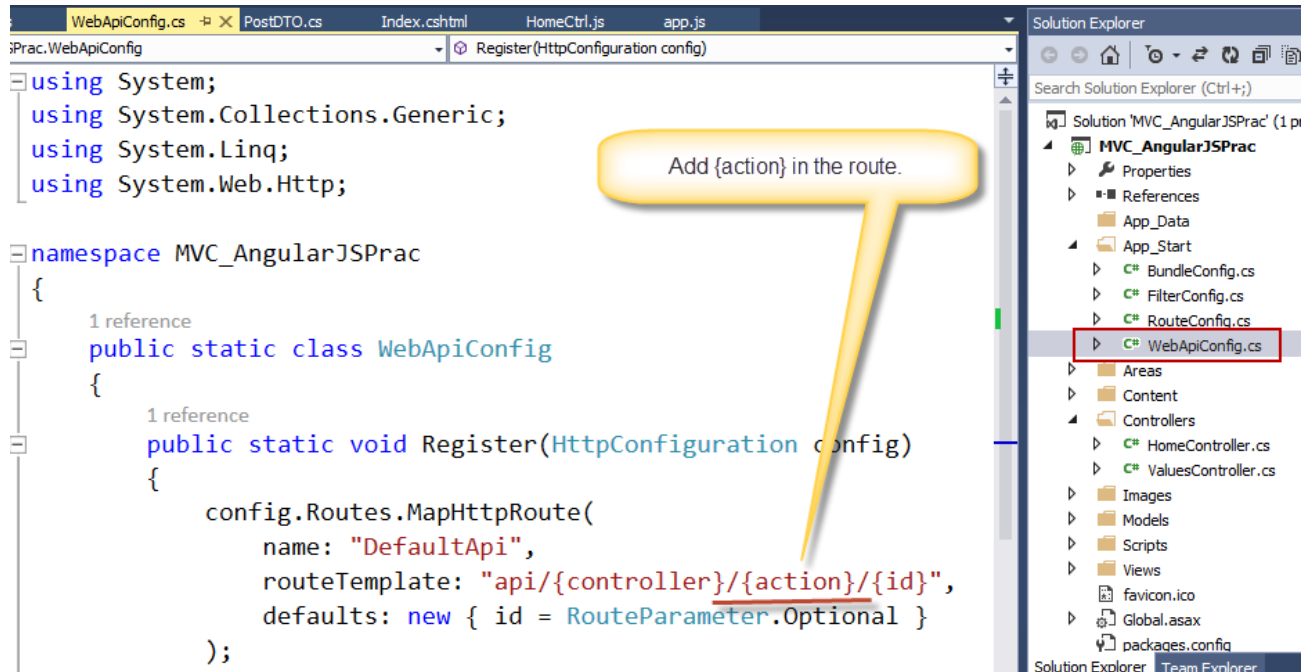 WebApiConfig.cs
PostDTO.cs
Index.cshtml
HomeCtrl.js
app.js
SPrac.WebApiConfig
Register(HttpConfiguration config)
using System;
using System.Collections.Generic;
using System.Linq;
using System.Web.Http;
Add {action} in the route.
namespace MVC_AngularJSPrac
{
1 reference
public static class WebApiConfig
{
1 reference
public static void Register(HttpConfiguration config)
{
config.Routes.MapHttpRoute(
name: "DefaultApi",
routeTemplate: "api/{controller}/{action}/{id}",
defaults: new { id = RouteParameter.Optional }
);
Solution Explorer
Search Solution Explorer (Ctrl+;)
Solution 'MVC_AngularJSPrac' (1 pr
MVC_AngularJSPrac
Properties
References
App_Data
App_Start
C# BundleConfig.cs
C# FilterConfig.cs
C# RouteConfig.cs
C# WebApiConfig.cs
Areas
Content
Controllers
C# HomeController.cs
C# ValuesController.cs
Images
Models
Scripts
Views
favicon.ico
Global.asax
packages.config
Solution Explorer Team Explorer